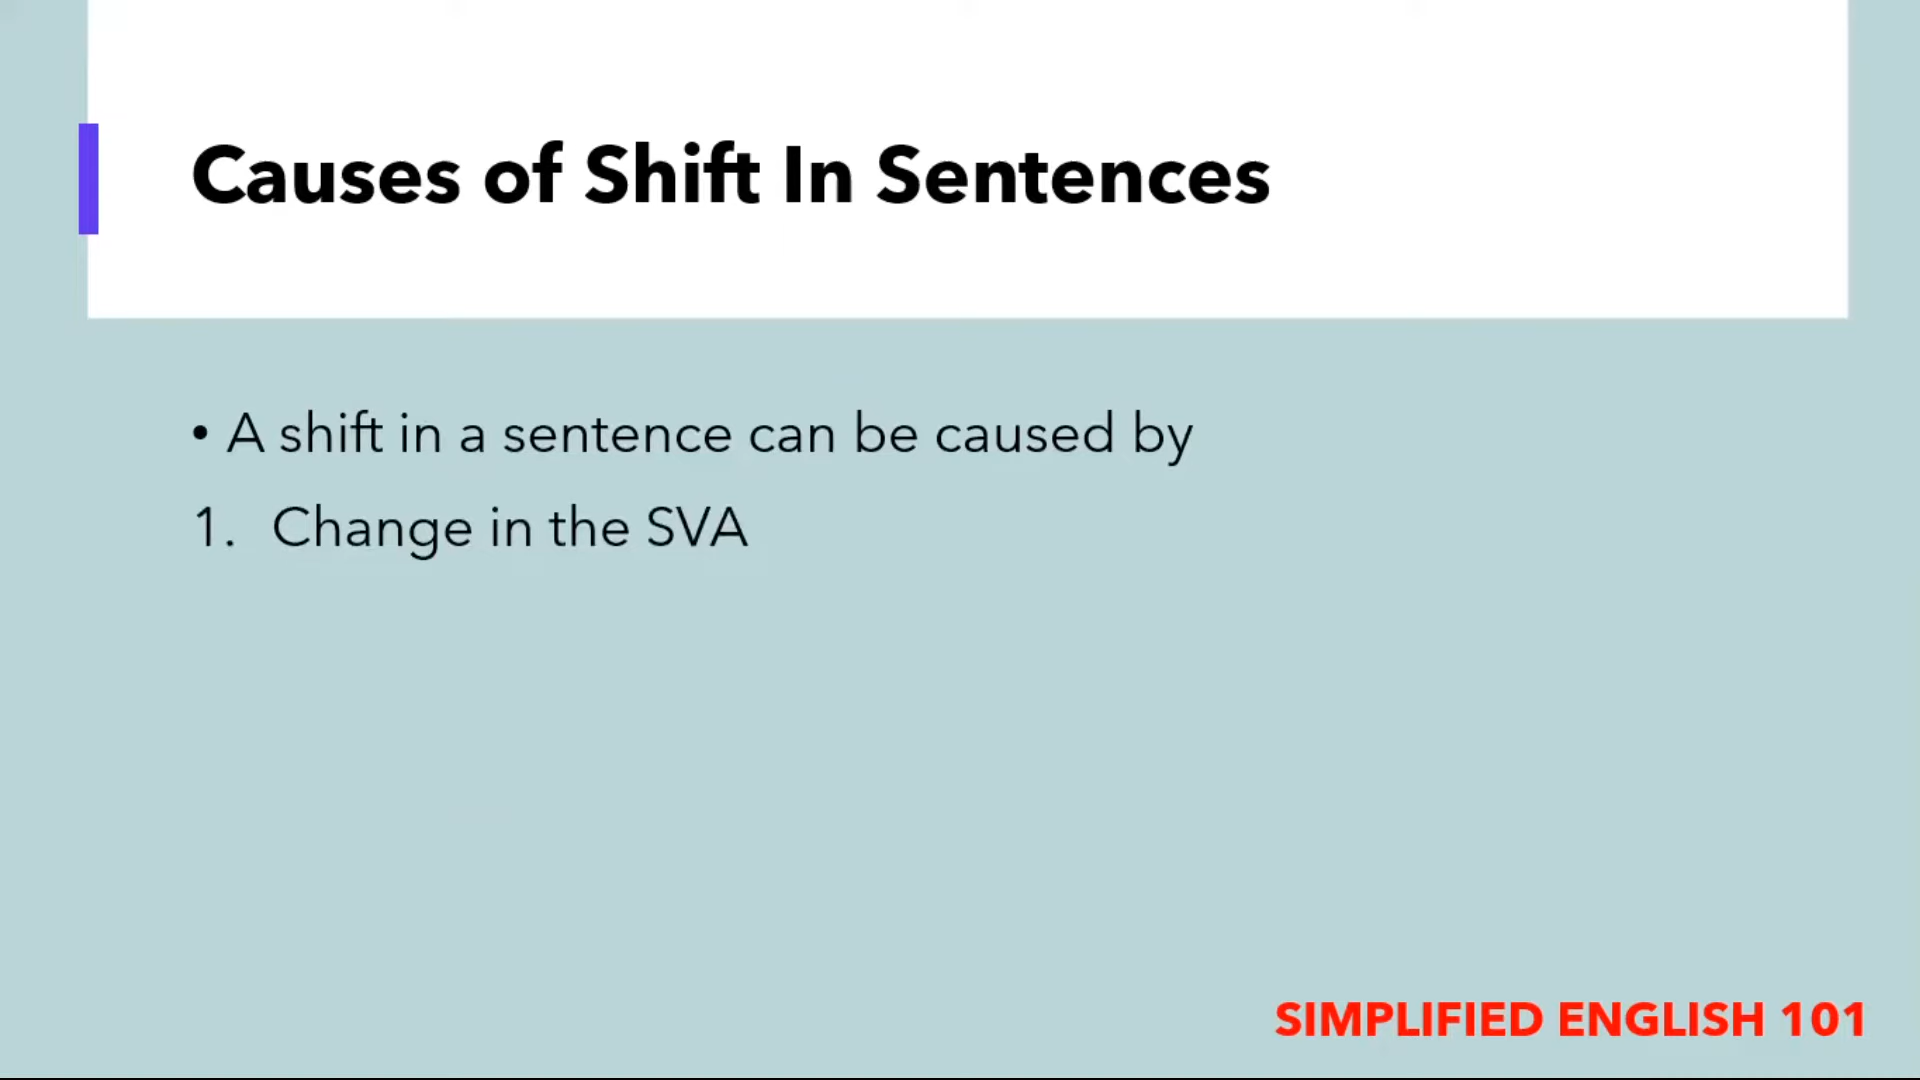 Causes of Shift In Sentences
• A shift in a sentence can be caused by
1. Change in the SVA
SIMPLIFIED ENGLISH 101